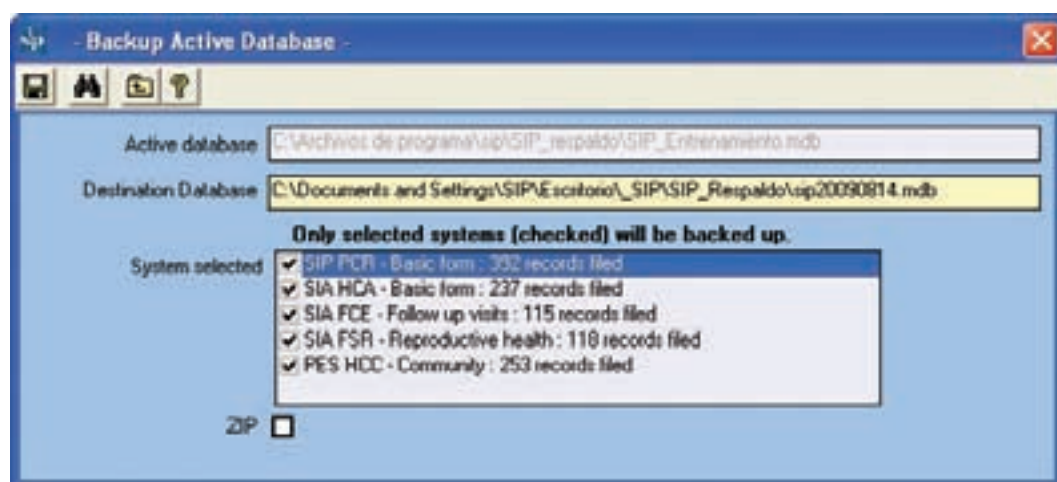 - Backup Active Database -
Active database C:\Archivos de programa\sip\SIP_respaldo\SIP_Entrenamiento.mdb
Destination Database C:\Documents and Settings\SIP\Escritorio\_SIP\SIP_Respaldo\sip20090814.mdb
Only selected systems (checked) will be backed up.
System selected
SIP PCR - Basic form : 392 records filed
SIA HCA - Basic form : 237 records filed
SIA FCE - Follow up visits : 115 records filed
SIA FSR - Reproductive health : 118 records filed
PES HCC - Community : 253 records filed
ZIP